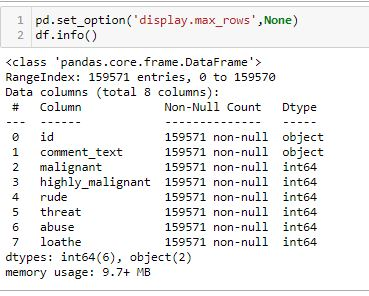 1 pd.set_option('display.max_rows',None)
2 df.info()
<class 'pandas.core.frame.DataFrame'>
RangeIndex: 159571 entries, 0 to 159570
Data columns (total 8 columns):
 #   Column            Non-Null Count   Dtype
---  ------            --------------   -----
 0   id                159571 non-null  object
 1   comment_text      159571 non-null  object
 2   malignant         159571 non-null  int64
 3   highly_malignant  159571 non-null  int64
 4   rude              159571 non-null  int64
 5   threat            159571 non-null  int64
 6   abuse             159571 non-null  int64
 7   loathe            159571 non-null  int64
dtypes: int64(6), object(2)
memory usage: 9.7+ MB